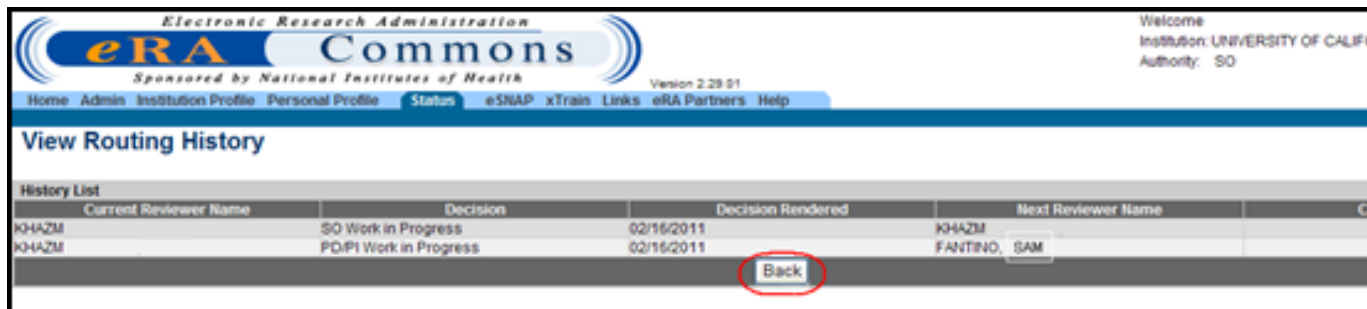 Electronic Research Administration
eRA Commons
Sponsored by National Institutes of Health
Version 2.29.01
Welcome
Institution: UNIVERSITY OF CALIF
Authority: SO
Home Admin Institution Profile Personal Profile Status eSNAP xTrain Links eRA Partners Help
View Routing History
History List
Current Reviewer Name Decision Decision Rendered Next Reviewer Name C
KHAZM SO Work in Progress 02/16/2011 KHAZM
KHAZM PD/PI Work in Progress 02/16/2011 FANTINO, SAM
Back